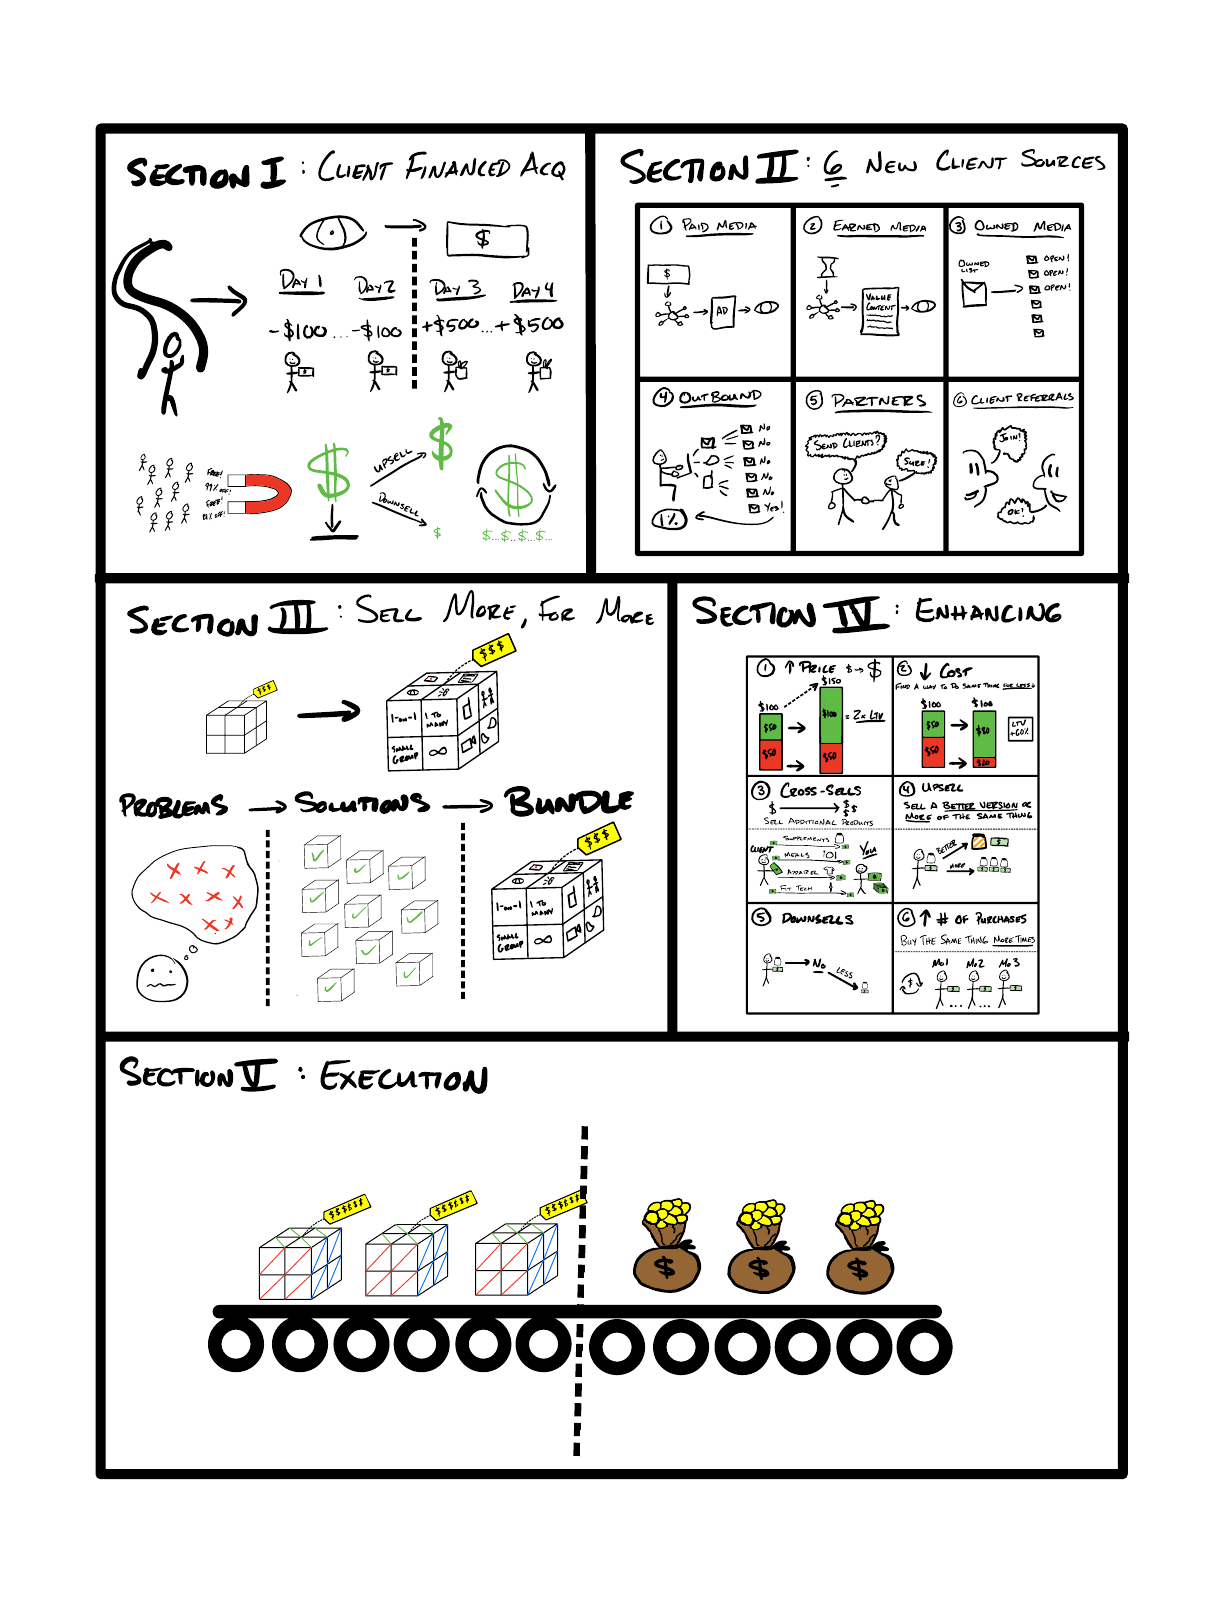 SECTION I : CLIENT FINANCED ACQ
$
DAY 1 DAY 2 DAY 3 DAY 4
-$100 ... -$100 +$500 ... +$500
$ $
FREE!
99% OFF!
FREE!
$ UPSELL $
DOWNSELL $
$
$...$...$...$...
SECTION II : 6 NEW CLIENT SOURCES
1 PAID MEDIA
$
AD
2 EARNED MEDIA
VALUE
CONTENT
3 OWNED MEDIA
OWNED
LIST
OPEN!
OPEN!
OPEN!
4 OUTBOUND
NO
NO
NO
NO
NO
YES!
1%
5 PARTNERS
SEND CLIENTS?
SURE!
6 CLIENT REFERRALS
JOIN!
OK!
SECTION III : SELL MORE, FOR MORE
$$$
$$$
1-ON-1 1 TO MANY
SMALL GROUP ∞
PROBLEMS → SOLUTIONS → BUNDLE
$$$
1-ON-1 1 TO MANY
SMALL GROUP ∞
SECTION IV : ENHANCING
1 ↑ PRICE $→$
$150
$100
$50
$50
$100
$50
= 2X LTV
2 ↓ COST
FIND A WAY TO DO SAME THING FOR LESS
$100 $100
$50
$50
$80
$20
LTV
+60%
3 CROSS-SELLS
$ → $$$
SELL ADDITIONAL PRODUCTS
CLIENT
SUPPLEMENTS
MEALS
APPAREL
FIT TECH
YOU
4 UPSELL
SELL A BETTER VERSION OR
MORE OF THE SAME THING
BETTER
MORE
5 DOWNSELLS
NO
LESS
6 ↑ # OF PURCHASES
BUY THE SAME THING MORE TIMES
$
MO1 MO2 MO3
... ...
SECTION V : EXECUTION
$ $ $